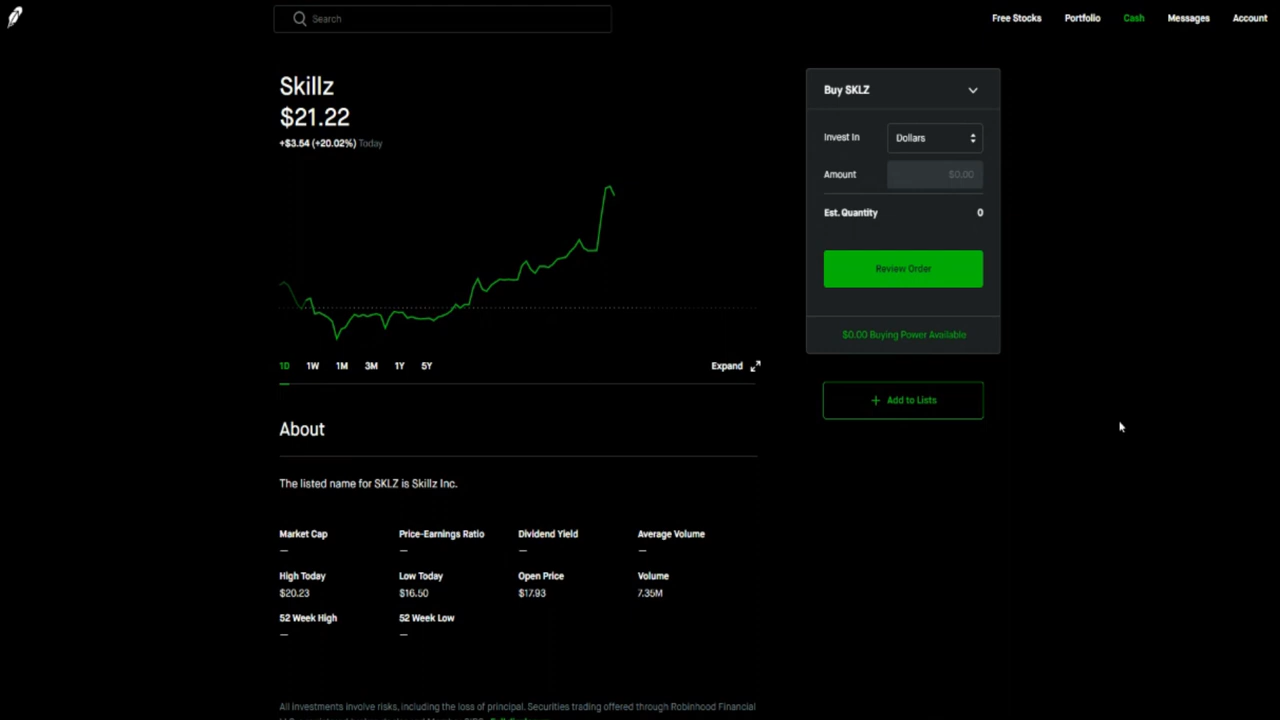 Search
Free Stocks Portfolio Cash Messages Account
Skillz
$21.22
+$3.54 (+20.02%) Today
1D 1W 1M 3M 1Y 5Y Expand
Buy SKLZ
Invest In Dollars
Amount $0.00
Est. Quantity 0
Review Order
$0.00 Buying Power Available
+ Add to Lists
About
The listed name for SKLZ is Skillz Inc.
Market Cap Price-Earnings Ratio Dividend Yield Average Volume
— — — —
High Today Low Today Open Price Volume
$20.23 $16.50 $17.93 7.35M
52 Week High 52 Week Low
— —
All investments involve risks, including the loss of principal. Securities trading offered through Robinhood Financial